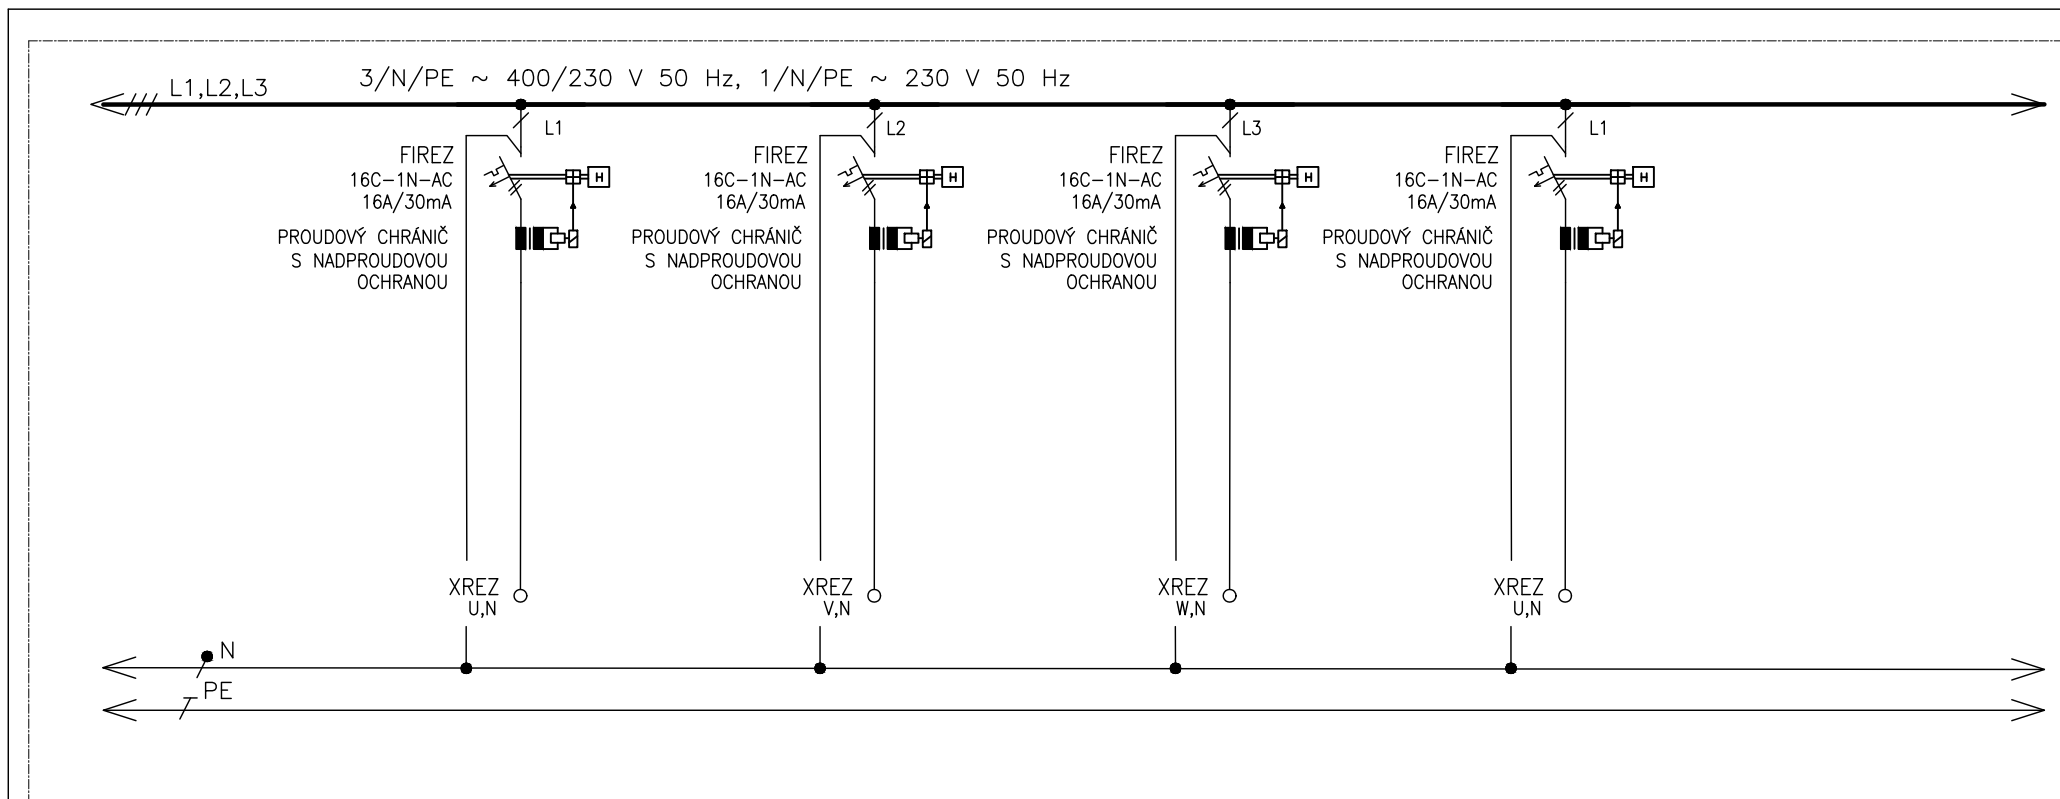 3/N/PE ~ 400/230 V 50 Hz, 1/N/PE ~ 230 V 50 Hz
L1,L2,L3
L1
FIREZ
16C-1N-AC
16A/30mA
H
PROUDOVÝ CHRÁNIČ
S NADPROUDOVOU
OCHRANOU
XREZ
U,N
L2
FIREZ
16C-1N-AC
16A/30mA
H
PROUDOVÝ CHRÁNIČ
S NADPROUDOVOU
OCHRANOU
XREZ
V,N
L3
FIREZ
16C-1N-AC
16A/30mA
H
PROUDOVÝ CHRÁNIČ
S NADPROUDOVOU
OCHRANOU
XREZ
W,N
L1
FIREZ
16C-1N-AC
16A/30mA
H
PROUDOVÝ CHRÁNIČ
S NADPROUDOVOU
OCHRANOU
XREZ
U,N
N
PE